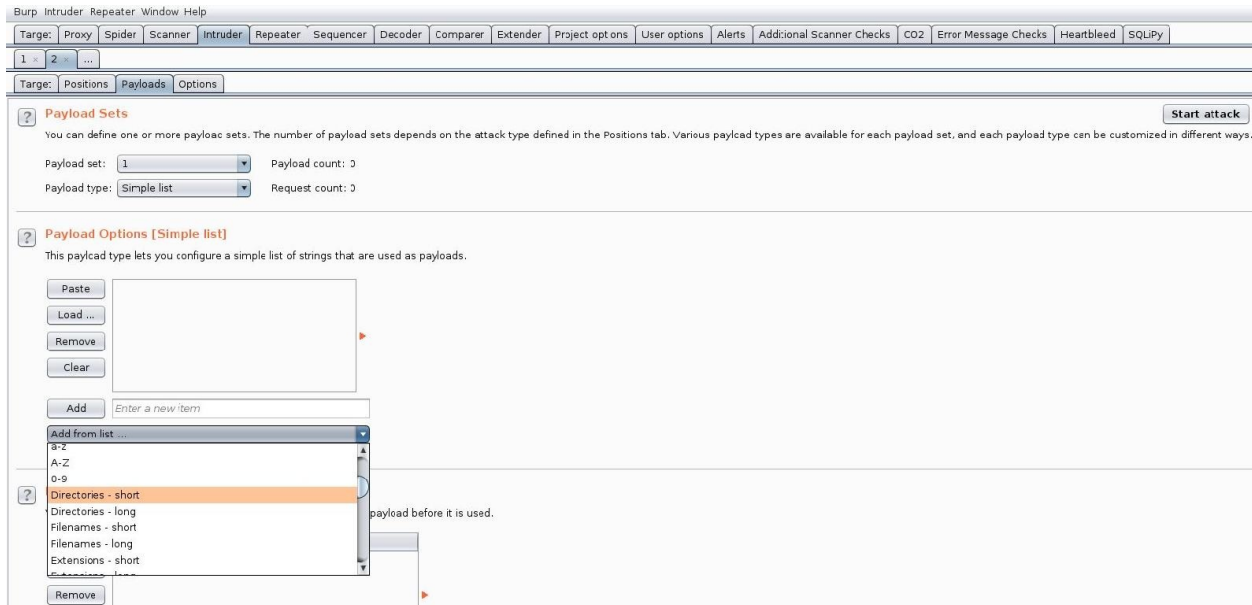 Burp Intruder Repeater Window Help
Target Proxy Spider Scanner Intruder Repeater Sequencer Decoder Comparer Extender Project options User options Alerts Additional Scanner Checks CO2 Error Message Checks Heartbleed SQLiPy
1 × 2 × ...
Target Positions Payloads Options
? Payload Sets
Start attack
You can define one or more payload sets. The number of payload sets depends on the attack type defined in the Positions tab. Various payload types are available for each payload set, and each payload type can be customized in different ways.
Payload set: 1 Payload count: 0
Payload type: Simple list Request count: 0
? Payload Options [Simple list]
This payload type lets you configure a simple list of strings that are used as payloads.
Paste
Load ...
Remove
Clear
Add Enter a new item
Add from list ...
a-z
A-Z
0-9
Directories - short
?
Directories - long
payload before it is used.
Filenames - short
Filenames - long
Extensions - short
Remove